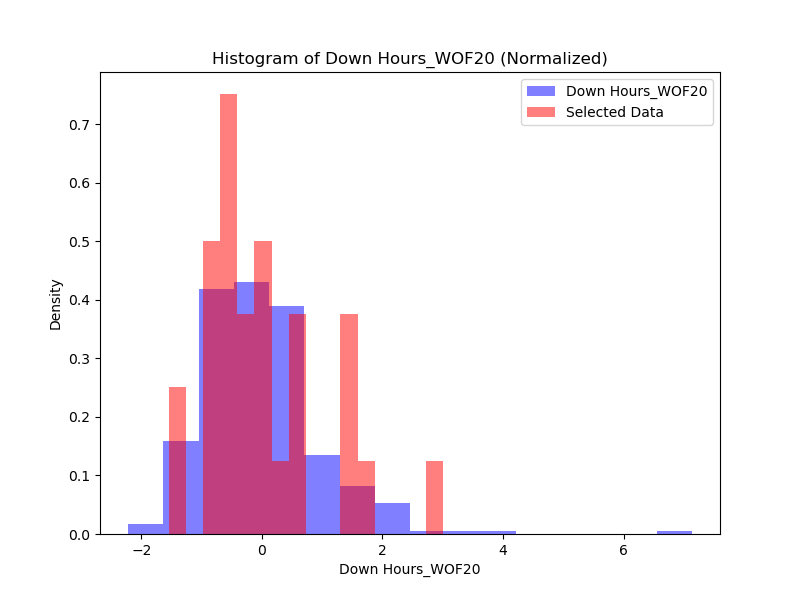 Histogram of Down Hours_WOF20 (Normalized)
Down Hours_WOF20
Selected Data
Density
0.7
0.6
0.5
0.4
0.3
0.2
0.1
0.0
−2
0
2
4
6
Down Hours_WOF20